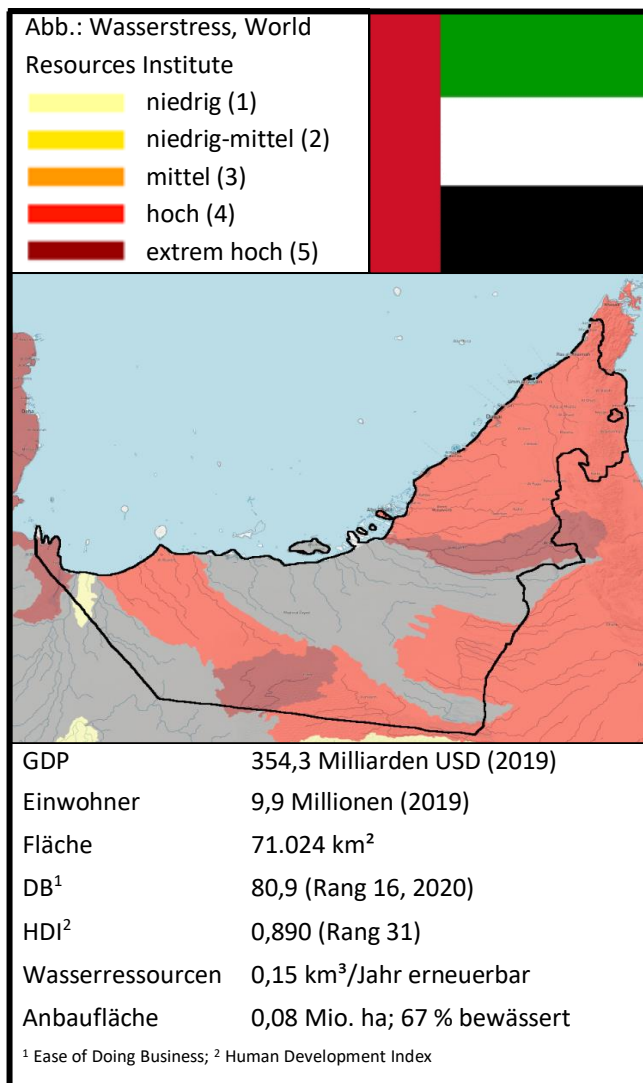 Abb.: Wasserstress, World
Resources Institute
niedrig (1)
niedrig-mittel (2)
mittel (3)
hoch (4)
extrem hoch (5)
GDP 354,3 Milliarden USD (2019)
Einwohner 9,9 Millionen (2019)
Fläche 71.024 km²
DB¹ 80,9 (Rang 16, 2020)
HDI² 0,890 (Rang 31)
Wasserressourcen 0,15 km³/Jahr erneuerbar
Anbaufläche 0,08 Mio. ha; 67 % bewässert
¹ Ease of Doing Business; ² Human Development Index